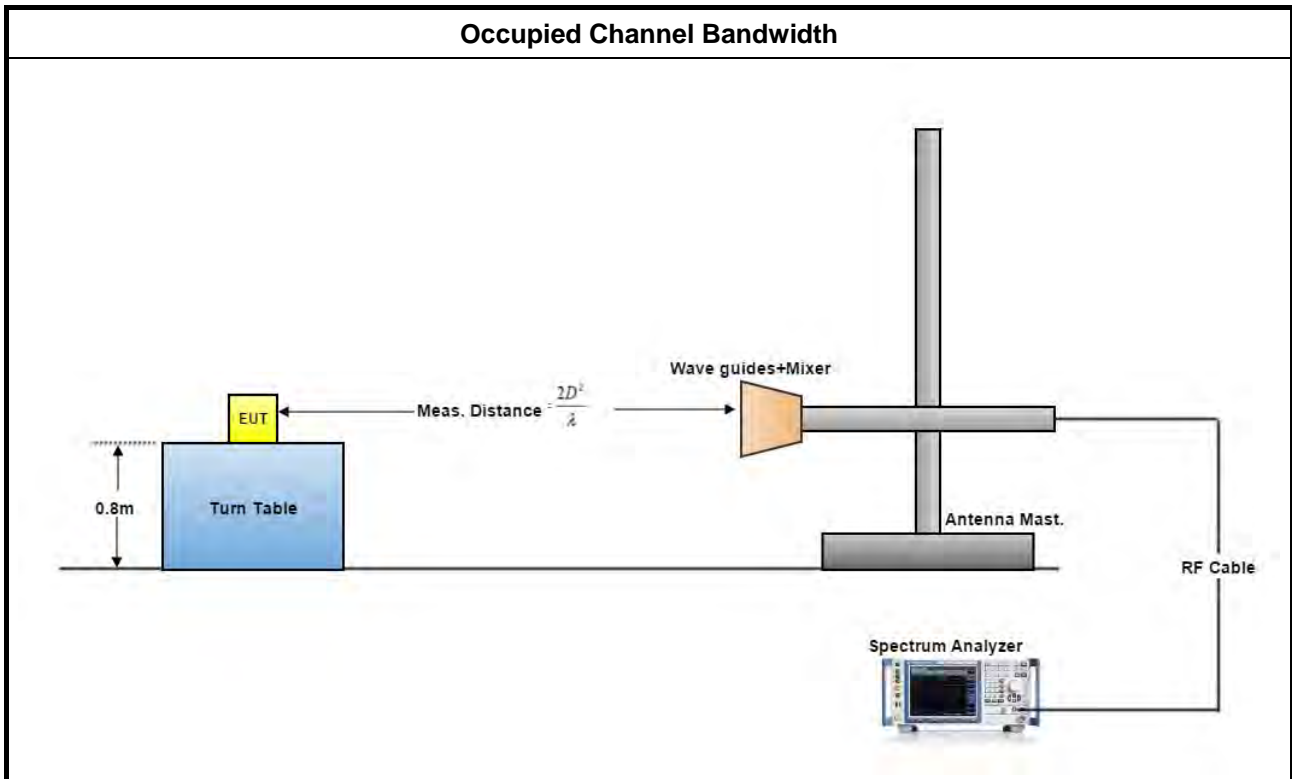 Occupied Channel Bandwidth
Wave guides+Mixer
EUT
Meas. Distance = 2D² / λ
0.8m
Turn Table
Antenna Mast.
RF Cable
Spectrum Analyzer